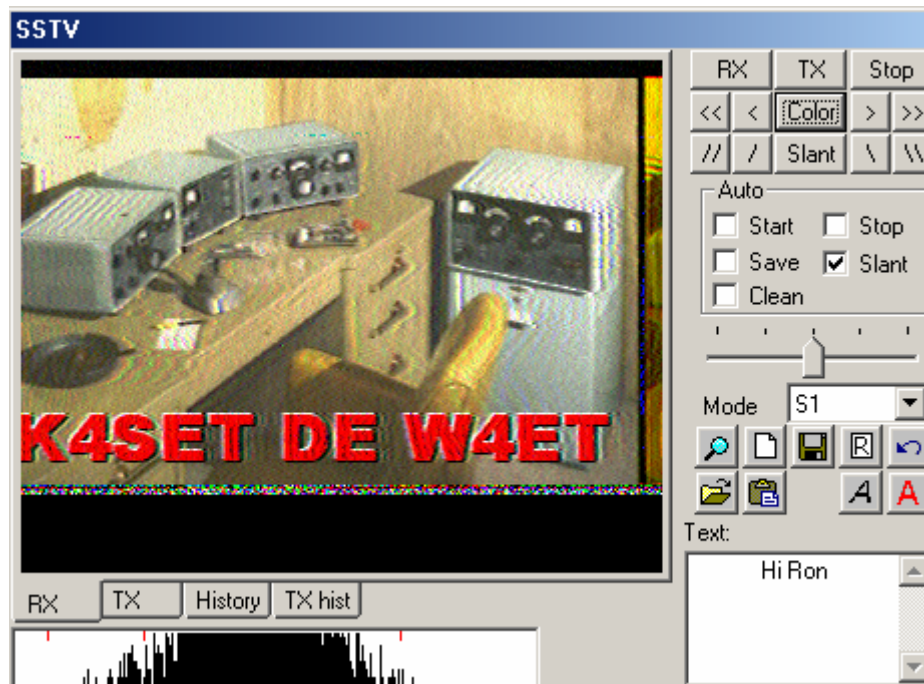 SSTV
RX TX Stop
<< < Color > >>
// / Slant \ \\
Auto
Start Stop
Save Slant
Clean
Mode S1
R
A A
Text:
Hi Ron
K4SET DE W4ET
RX TX History TX hist